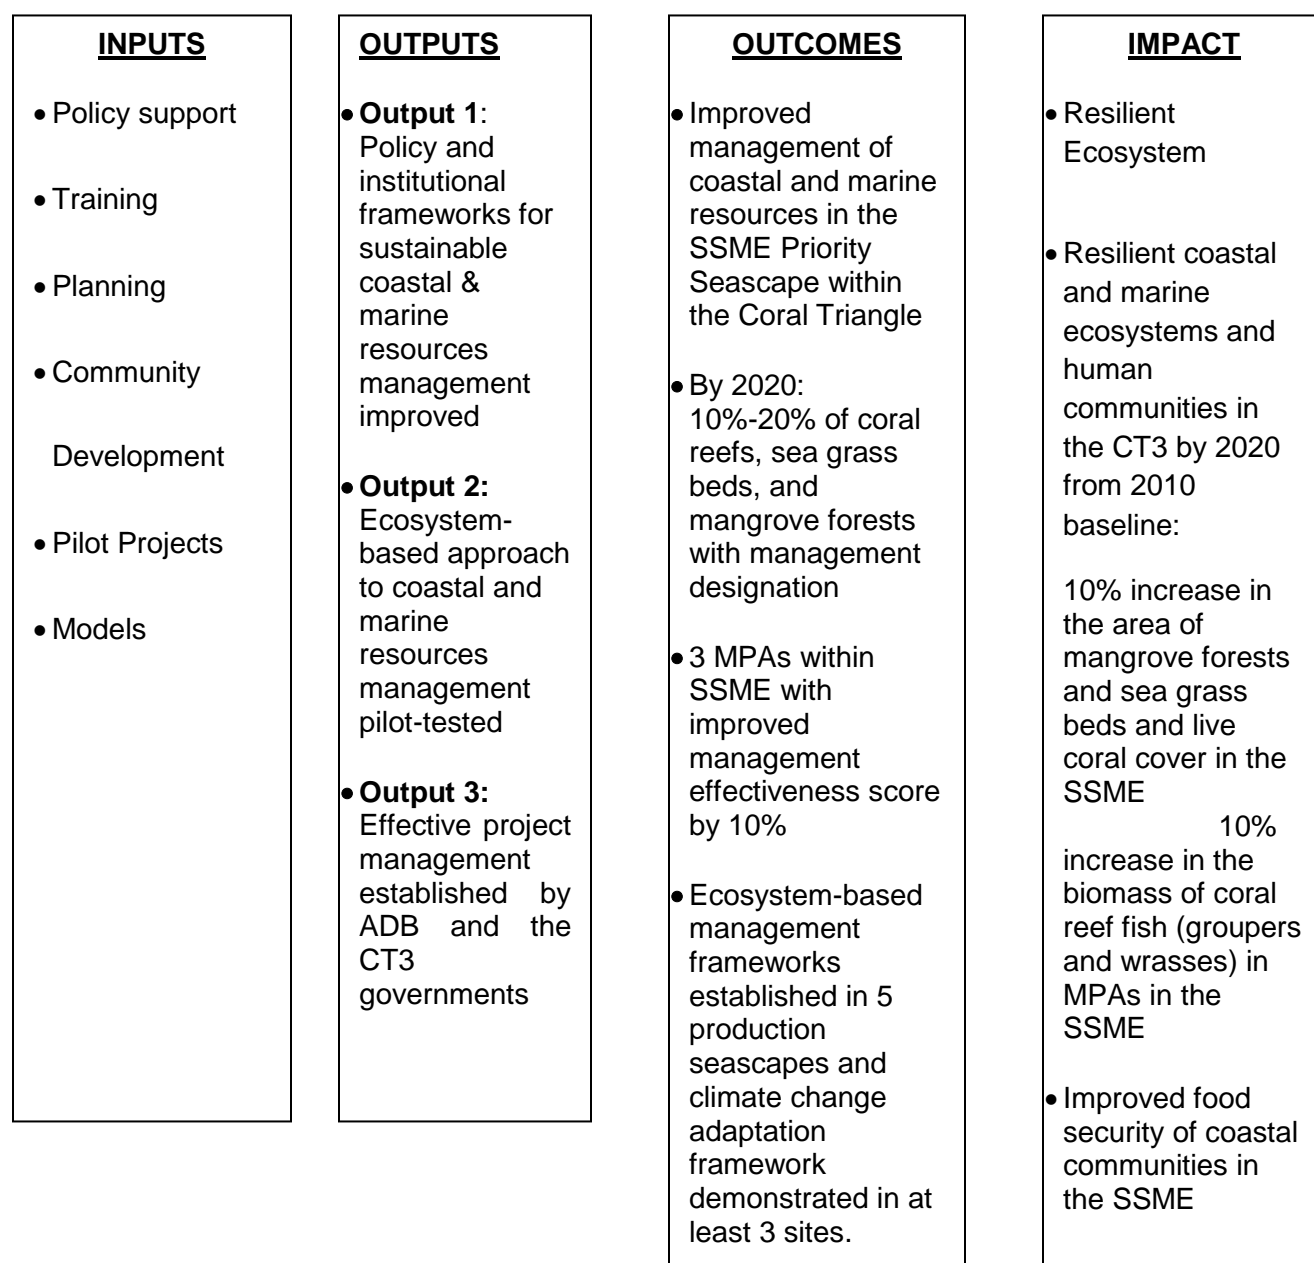 INPUTS
• Policy support
• Training
• Planning
• Community
Development
• Pilot Projects
• Models
OUTPUTS
• Output 1:
Policy and
institutional
frameworks for
sustainable
coastal &
marine
resources
management
improved
• Output 2:
Ecosystem-
based approach
to coastal and
marine
resources
management
pilot-tested
• Output 3:
Effective project
management
established by
ADB and the
CT3
governments
OUTCOMES
• Improved
management of
coastal and marine
resources in the
SSME Priority
Seascape within
the Coral Triangle
• By 2020:
10%-20% of coral
reefs, sea grass
beds, and
mangrove forests
with management
designation
• 3 MPAs within
SSME with
improved
management
effectiveness score
by 10%
• Ecosystem-based
management
frameworks
established in 5
production
seascapes and
climate change
adaptation
framework
demonstrated in at
least 3 sites.
IMPACT
• Resilient
Ecosystem
• Resilient coastal
and marine
ecosystems and
human
communities in
the CT3 by 2020
from 2010
baseline:
10% increase in
the area of
mangrove forests
and sea grass
beds and live
coral cover in the
SSME
10%
increase in the
biomass of coral
reef fish (groupers
and wrasses) in
MPAs in the
SSME
• Improved food
security of coastal
communities in
the SSME